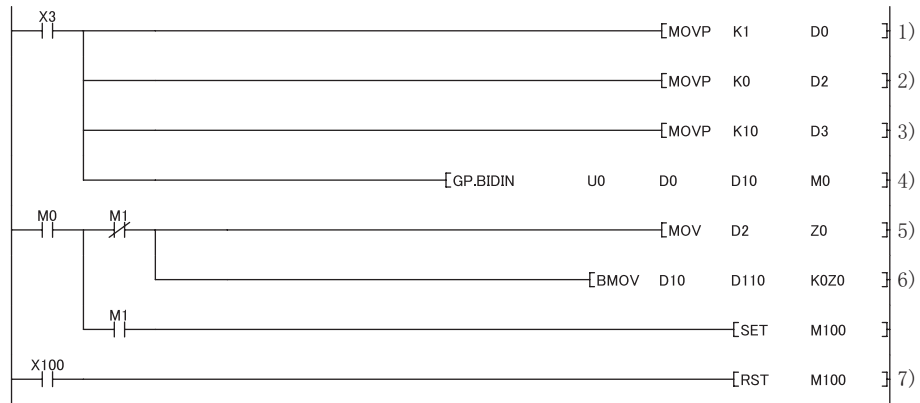 X3
[MOVP K1 D0 ] 1)
[MOVP K0 D2 ] 2)
[MOVP K10 D3 ] 3)
[GP.BIDIN U0 D0 D10 M0 ] 4)
M0 M1
[MOV D2 Z0 ] 5)
[BMOV D10 D110 K0Z0 ] 6)
M1
[SET M100 ]
X100
[RST M100 ] 7)